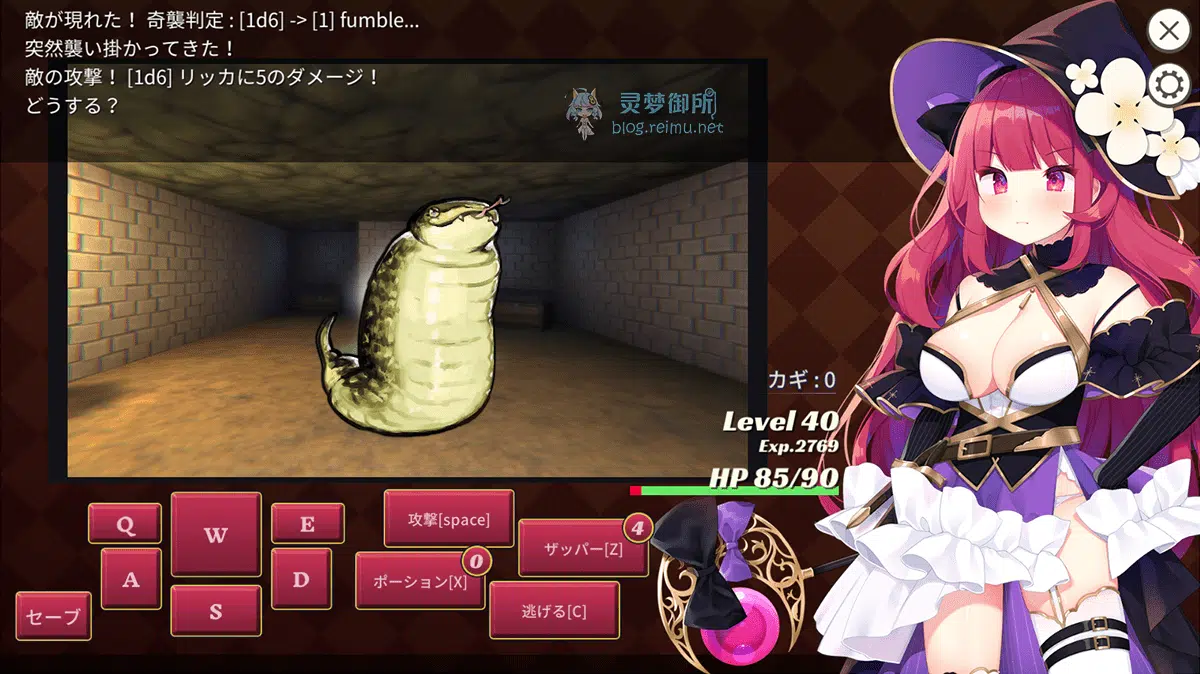 敵が現れた! 奇襲判定 : [1d6] -> [1] fumble...
突然襲い掛かってきた!
敵の攻撃! [1d6] リッカに5のダメージ!
どうする?
灵梦御所
blog.reimu.net
カギ : 0
Level 40
Exp.2769
HP 85/90
Q
W
E
A
S
D
セーブ
攻撃[space]
ザッパー[Z]
4
ポーション[X]
0
逃げる[C]